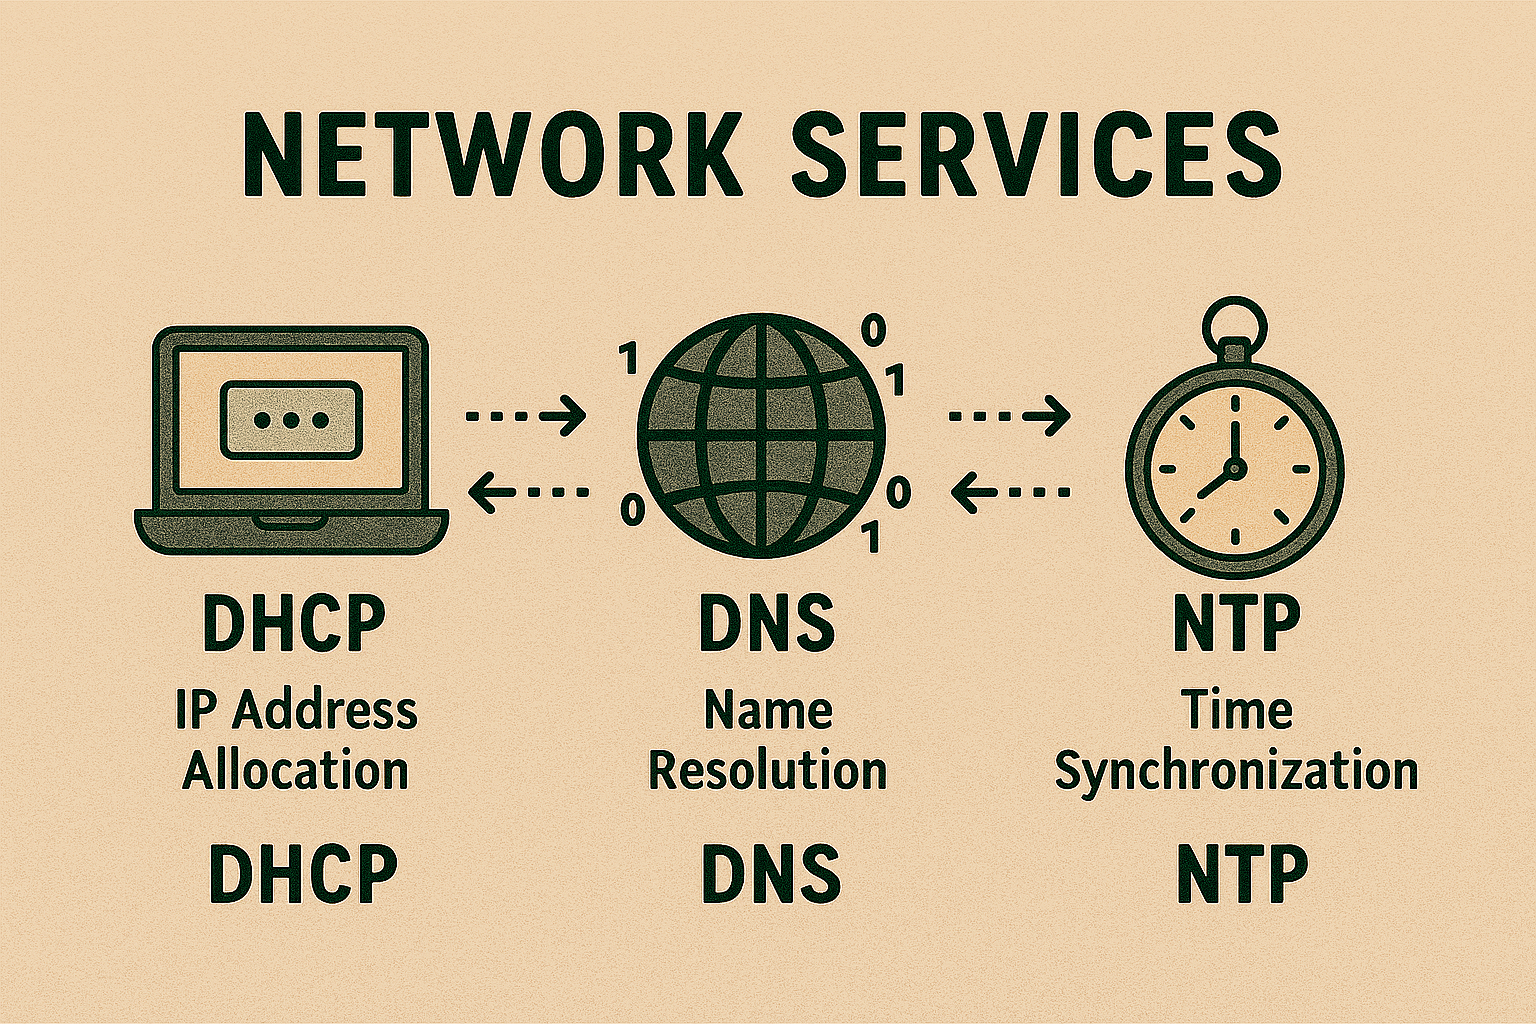 NETWORK SERVICES
1
0
1
0
0
1
DHCP
DNS
NTP
IP Address
Allocation
Name
Resolution
Time
Synchronization
DHCP
DNS
NTP